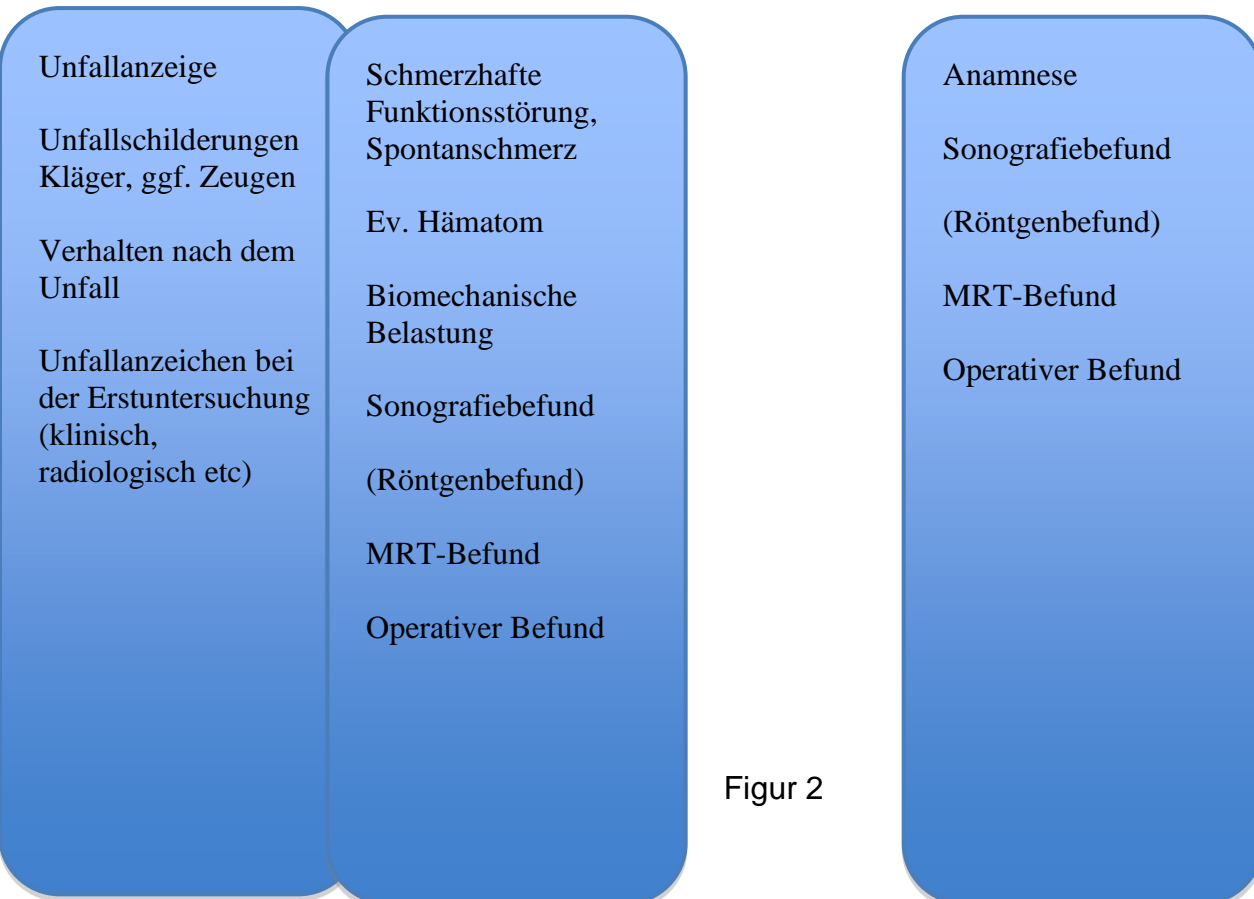 Unfallanzeige
Unfallschilderungen
Kläger, ggf. Zeugen
Verhalten nach dem
Unfall
Unfallanzeichen bei
der Erstuntersuchung
(klinisch,
radiologisch etc)
Schmerzhafte
Funktionsstörung,
Spontanschmerz
Ev. Hämatom
Biomechanische
Belastung
Sonografiebefund
(Röntgenbefund)
MRT-Befund
Operativer Befund
Figur 2
Anamnese
Sonografiebefund
(Röntgenbefund)
MRT-Befund
Operativer Befund